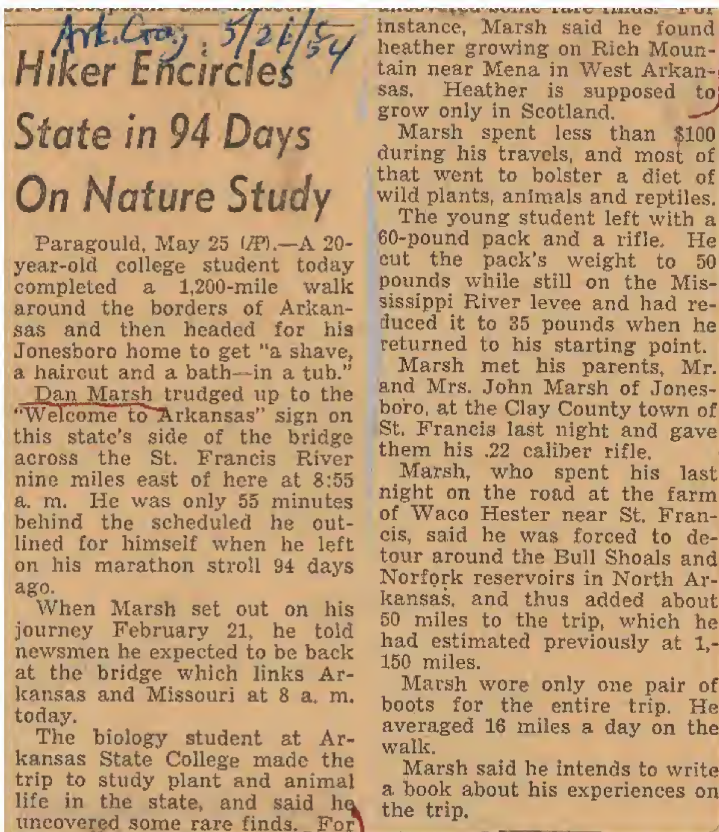 Ark. Gaz. 5/26/54
Hiker Encircles
State in 94 Days
On Nature Study
Paragould, May 25 (AP).—A 20-
year-old college student today
completed a 1,200-mile walk
around the borders of Arkan-
sas and then headed for his
Jonesboro home to get "a shave,
a haircut and a bath—in a tub."
Dan Marsh trudged up to the
"Welcome to Arkansas" sign on
this state's side of the bridge
across the St. Francis River
nine miles east of here at 8:55
a. m. He was only 55 minutes
behind the scheduled he out-
lined for himself when he left
on his marathon stroll 94 days
ago.
When Marsh set out on his
journey February 21, he told
newsmen he expected to be back
at the bridge which links Ar-
kansas and Missouri at 8 a. m.
today.
The biology student at Ar-
kansas State College made the
trip to study plant and animal
life in the state, and said he
uncovered some rare finds. For
uncovered some rare finds. For
instance, Marsh said he found
heather growing on Rich Moun-
tain near Mena in West Arkan-
sas. Heather is supposed to
grow only in Scotland.
Marsh spent less than $100
during his travels, and most of
that went to bolster a diet of
wild plants, animals and reptiles.
The young student left with a
60-pound pack and a rifle. He
cut the pack's weight to 50
pounds while still on the Mis-
sissippi River levee and had re-
duced it to 35 pounds when he
returned to his starting point.
Marsh met his parents, Mr.
and Mrs. John Marsh of Jones-
boro, at the Clay County town of
St. Francis last night and gave
them his .22 caliber rifle.
Marsh, who spent his last
night on the road at the farm
of Waco Hester near St. Fran-
cis, said he was forced to de-
tour around the Bull Shoals and
Norfork reservoirs in North Ar-
kansas, and thus added about
50 miles to the trip, which he
had estimated previously at 1,-
150 miles.
Marsh wore only one pair of
boots for the entire trip. He
averaged 16 miles a day on the
walk.
Marsh said he intends to write
a book about his experiences on
the trip.